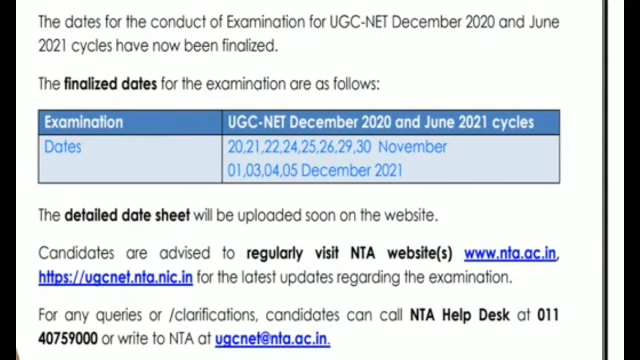 The dates for the conduct of Examination for UGC-NET December 2020 and June
2021 cycles have now been finalized.
The finalized dates for the examination are as follows:
Examination UGC-NET December 2020 and June 2021 cycles
Dates 20,21,22,24,25,26,29,30 November
01,03,04,05 December 2021
The detailed date sheet will be uploaded soon on the website.
Candidates are advised to regularly visit NTA website(s) www.nta.ac.in,
https://ugcnet.nta.nic.in for the latest updates regarding the examination.
For any queries or /clarifications, candidates can call NTA Help Desk at 011
40759000 or write to NTA at ugcnet@nta.ac.in.